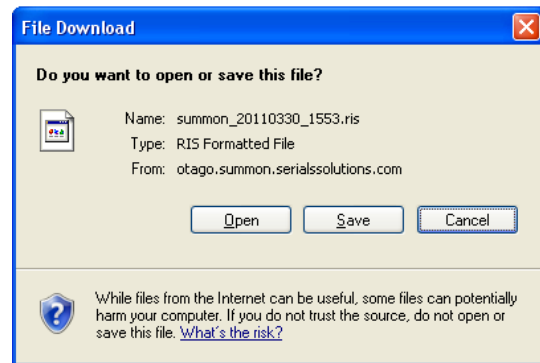 File Download
Do you want to open or save this file?
Name: summon_20110330_1553.ris
Type: RIS Formatted File
From: otago.summon.serialssolutions.com
Open Save Cancel
While files from the Internet can be useful, some files can potentially
harm your computer. If you do not trust the source, do not open or
save this file. What's the risk?